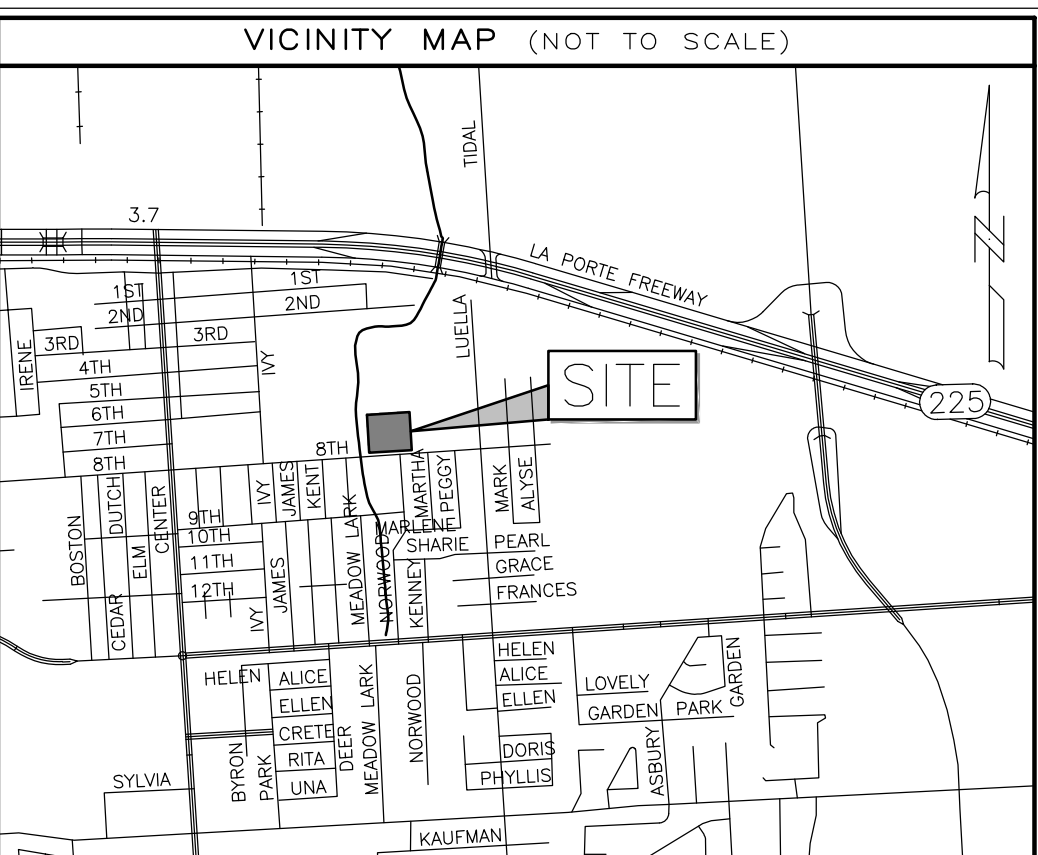 VICINITY MAP (NOT TO SCALE)
TIDAL
3.7
LA PORTE FREEWAY
N
1ST
1ST
2ND
2ND
3RD
3RD
IRENE
IVY
LUELLA
4TH
5TH
SITE
225
6TH
7TH
8TH
8TH
BOSTON
DUTCH
CEDAR
ELM
CENTER
IVY
JAMES
KENT
MEADOW LARK
MARTHA
PEGGY
MARK
ALYSE
9TH
10TH
11TH
12TH
IVY
JAMES
NORWOOD
MARLENE
SHARIE
KENNEY
PEARL
GRACE
FRANCES
HELEN
ALICE
ELLEN
CRETE
RITA
UNA
BYRON
PARK
DEER
MEADOW LARK
NORWOOD
HELEN
ALICE
ELLEN
DORIS
PHYLLIS
LOVELY
GARDEN PARK
GARDEN
ASBURY
SYLVIA
KAUFMAN